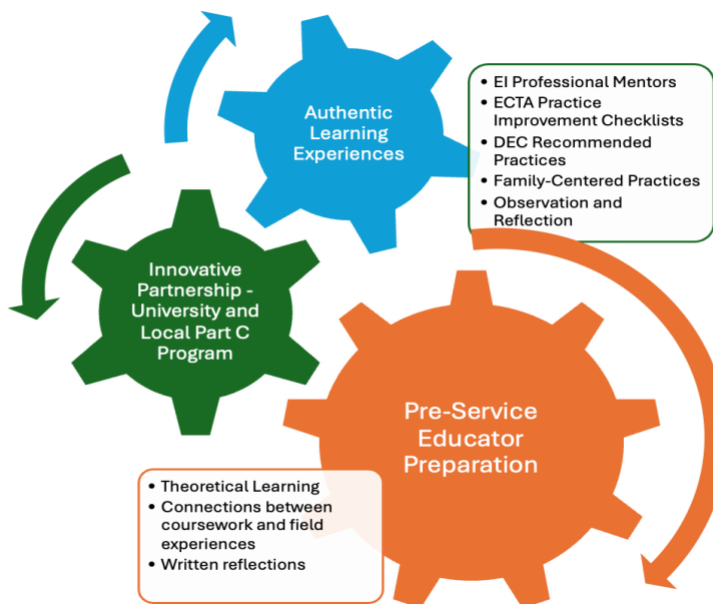 Authentic
Learning
Experiences
• EI Professional Mentors
• ECTA Practice
Improvement Checklists
• DEC Recommended
Practices
• Family-Centered Practices
• Observation and
Reflection
Innovative
Partnership -
University and
Local Part C
Program
Pre-Service
Educator
Preparation
• Theoretical Learning
• Connections between
coursework and field
experiences
• Written reflections